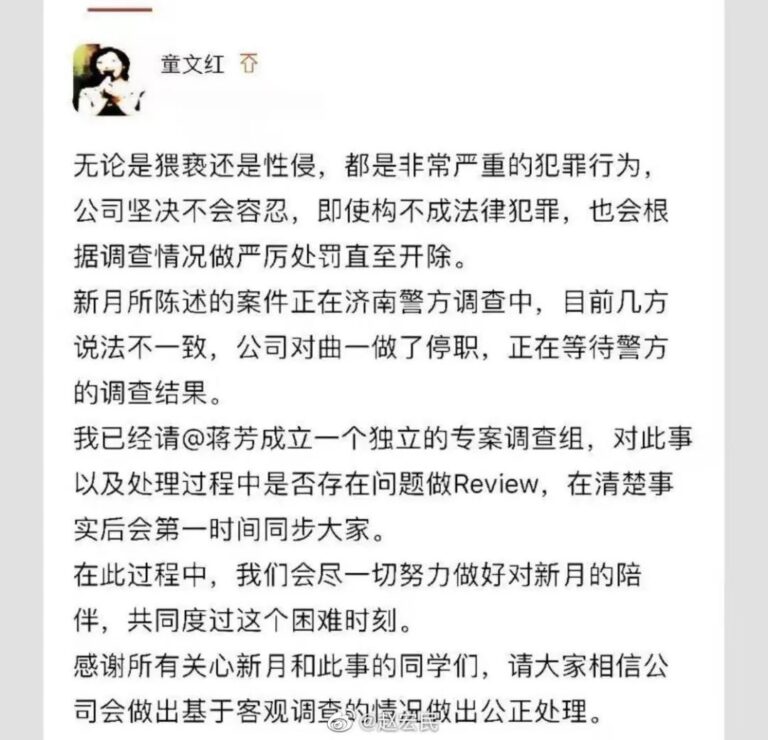 童文红
无论是猥亵还是性侵，都是非常严重的犯罪行为，
公司坚决不会容忍，即使构不成法律犯罪，也会根
据调查情况做严厉处罚直至开除。
新月所陈述的案件正在济南警方调查中，目前几方
说法不一致，公司对曲一做了停职，正在等待警方
的调查结果。
我已经请@蒋芳成立一个独立的专案调查组，对此事
以及处理过程中是否存在问题做Review，在清楚事
实后会第一时间同步大家。
在此过程中，我们会尽一切努力做好对新月的陪
伴，共同度过这个困难时刻。
感谢所有关心新月和此事的同学们，请大家相信公
司会做出基于客观调查的情况做出公正处理。
@赵宏民